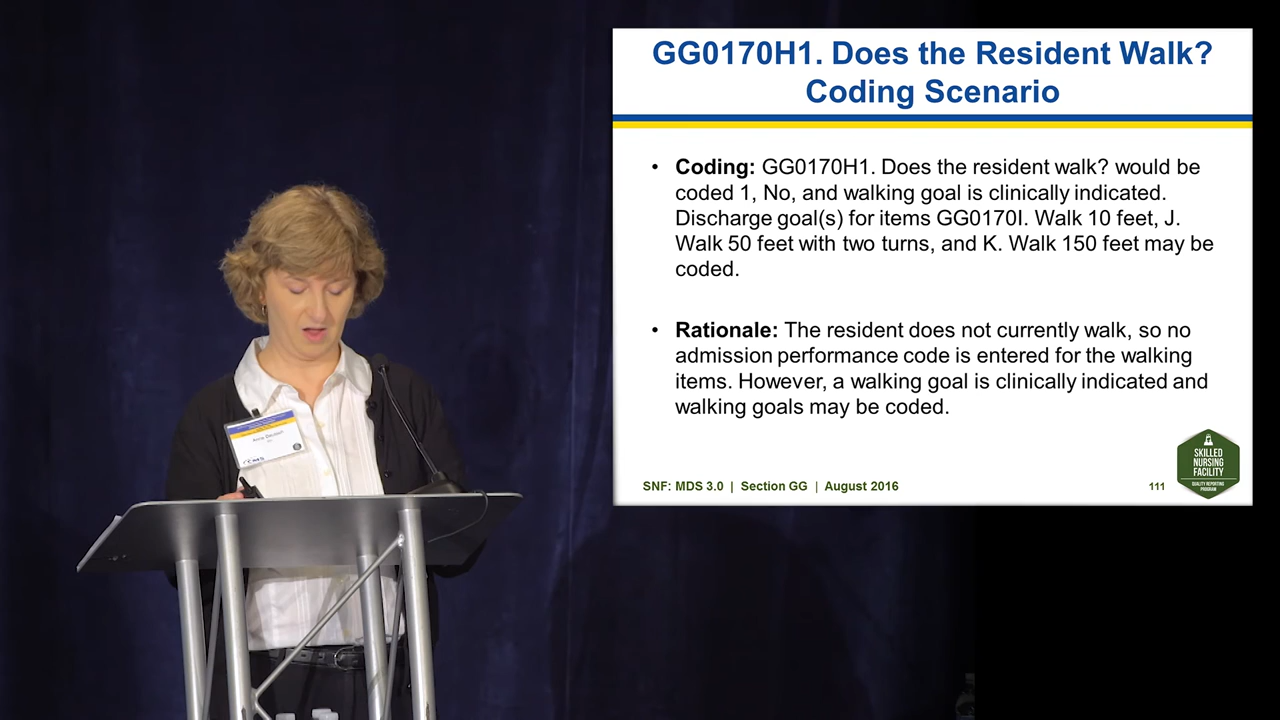 GG0170H1. Does the Resident Walk?
Coding Scenario
• Coding: GG0170H1. Does the resident walk? would be
coded 1, No, and walking goal is clinically indicated.
Discharge goal(s) for items GG0170I. Walk 10 feet, J.
Walk 50 feet with two turns, and K. Walk 150 feet may be
coded.
• Rationale: The resident does not currently walk, so no
admission performance code is entered for the walking
items. However, a walking goal is clinically indicated and
walking goals may be coded.
SNF: MDS 3.0 | Section GG | August 2016
111
SKILLED
NURSING
FACILITY
QUALITY REPORTING
PROGRAM
CMS